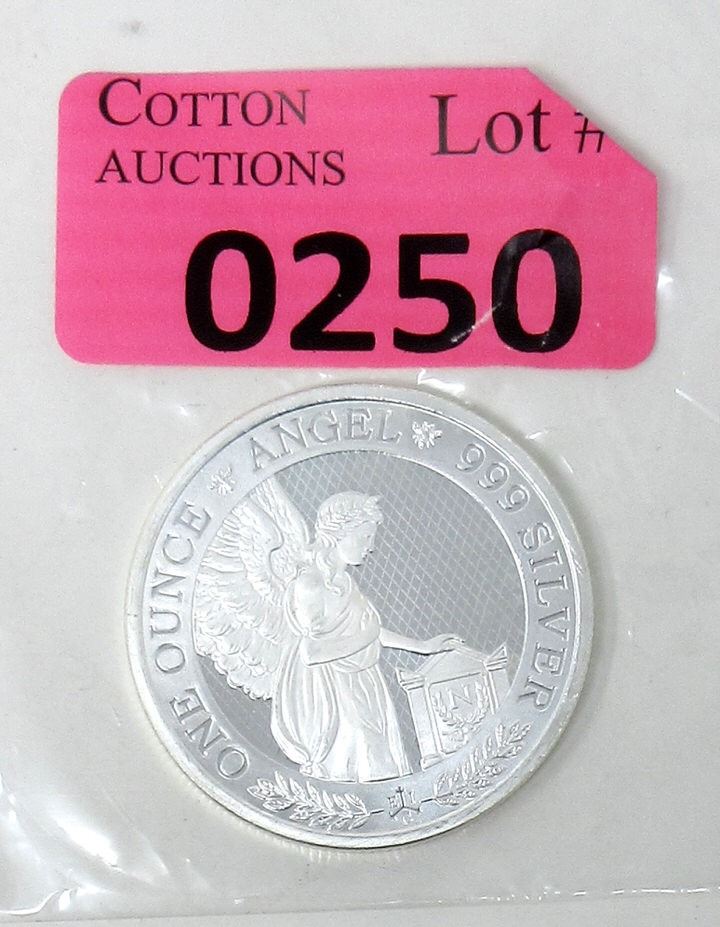 COTTON
AUCTIONS
Lot #
0250
ONE OUNCE ANGEL 999 SILVER
N